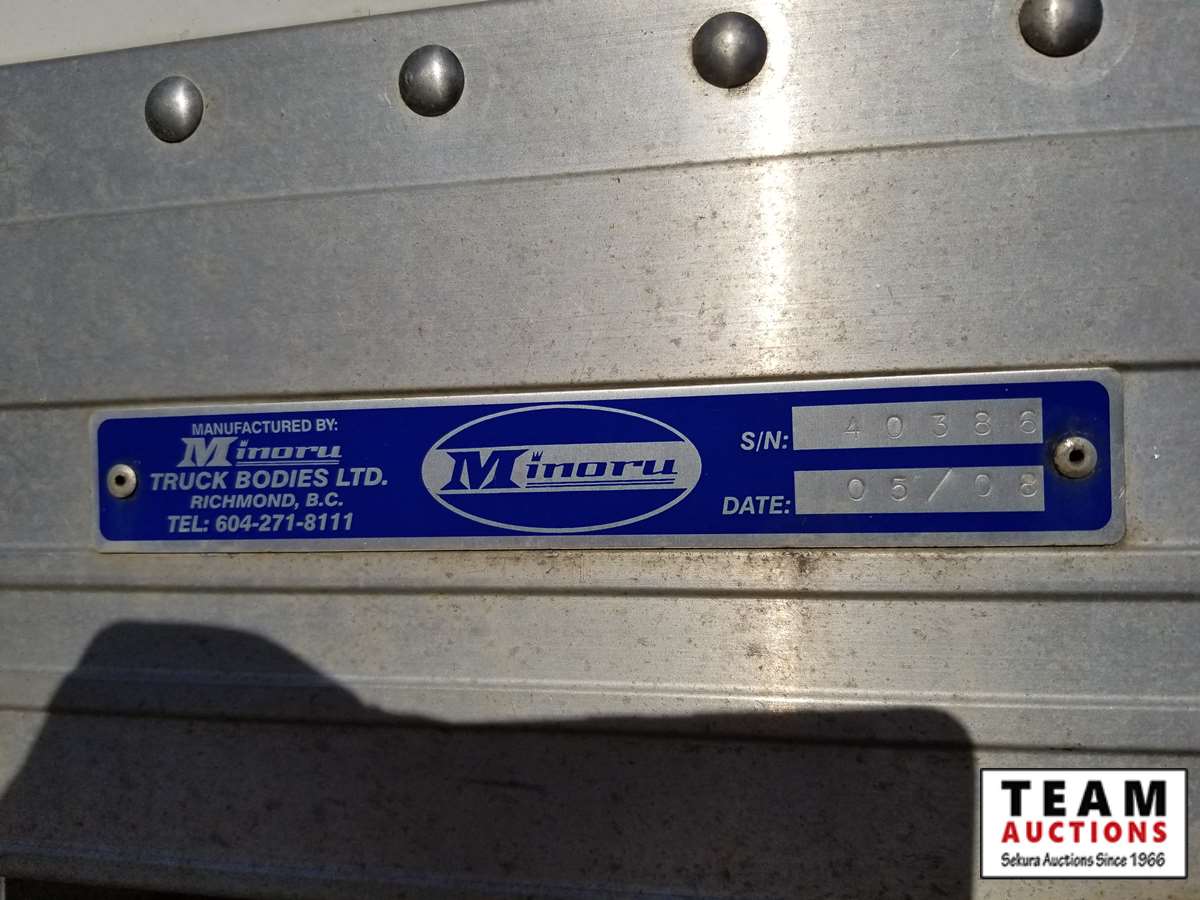 MANUFACTURED BY:
Minoru
TRUCK BODIES LTD.
RICHMOND, B.C.
TEL: 604-271-8111
Minoru
S/N: 40386
DATE: 05/08
TEAM
AUCTIONS
Sekura Auctions Since 1966